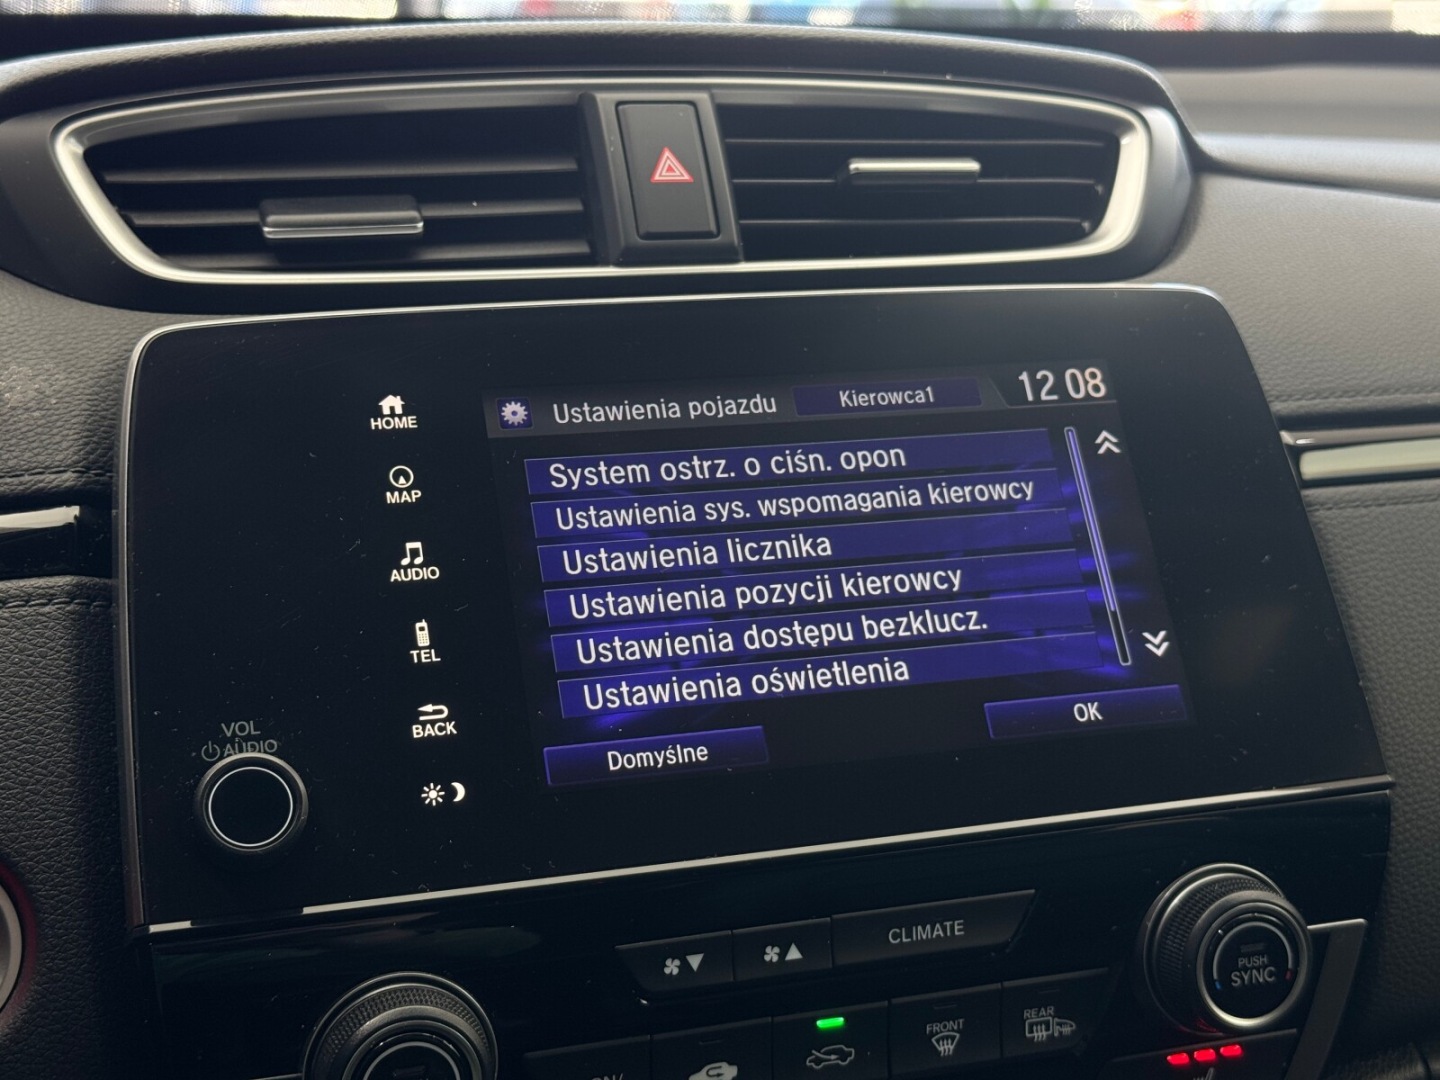 HOME
MAP
AUDIO
TEL
BACK
VOL
AUDIO
Ustawienia pojazdu
Kierowca1
12 08
System ostrz. o ciśn. opon
Ustawienia sys. wspomagania kierowcy
Ustawienia licznika
Ustawienia pozycji kierowcy
Ustawienia dostępu bezklucz.
Ustawienia oświetlenia
Domyślne
OK
CLIMATE
PUSH
SYNC
FRONT
REAR